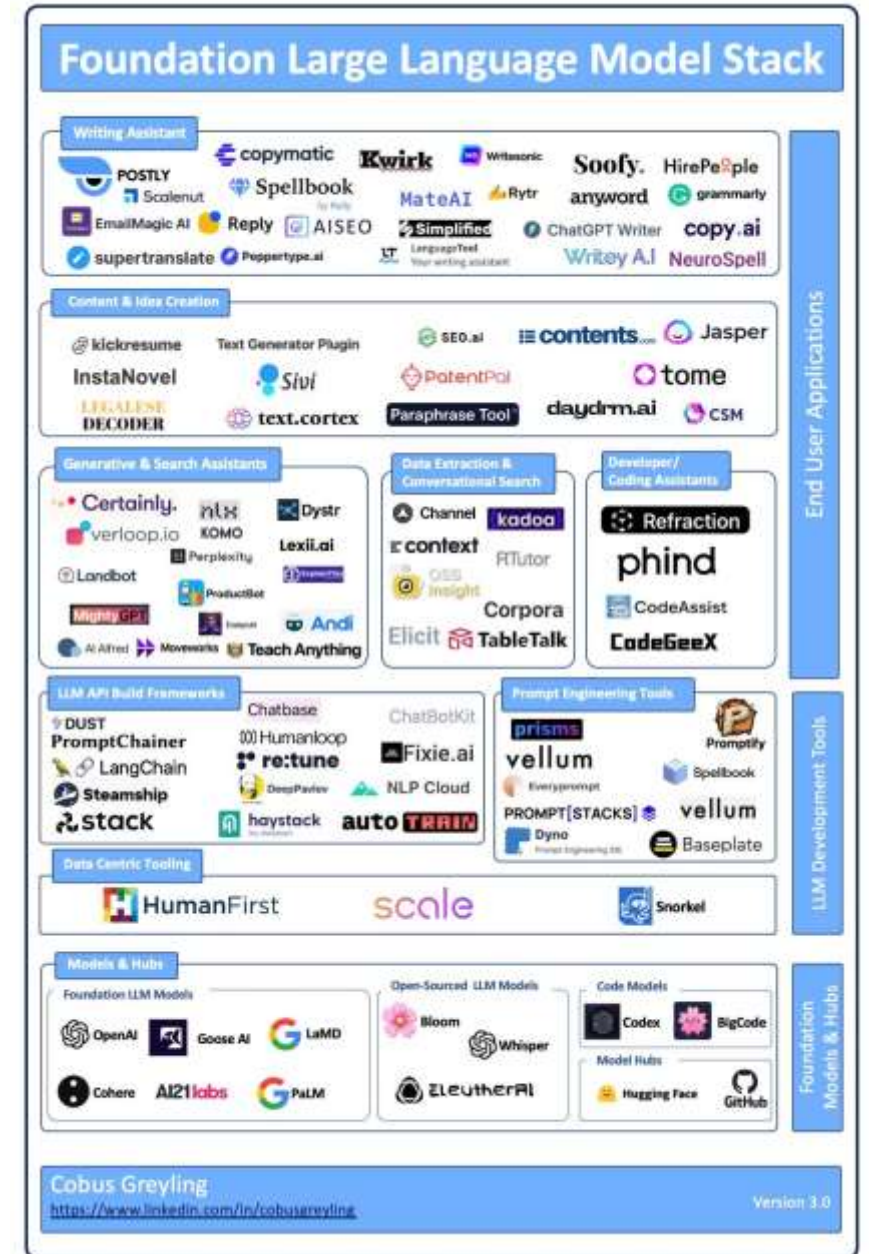 Foundation Large Language Model Stack
Writing Assistant
POSTLY
copymatic
Kwirk
Writesonic
Soofy.
HirePeople
Scalenut
Spellbook
MateAI
Rytr
anyword
grammarly
EmailMagic AI
Reply
AISEO
Simplified
ChatGPT Writer
copy.ai
supertranslate
Peppertype.ai
LT
LanguageTool
Your writing assistant
Writey A.I
NeuroSpell
End User Applications
Content & Idea Creation
kickresume
Text Generator Plugin
SEO.ai
contents.com
Jasper
InstaNovel
Sivi
PatentPal
tome
LEGALESE
DECODER
text.cortex
Paraphrase Tool
daydrm.ai
CSM
Generative & Search Assistants
Certainly.
nlx
Dystr
verloop.io
KOMO
Lexii.ai
Perplexity
Landbot
ProductBot
MightyGPT
Andi
AI Alfred
Moveworks
Teach Anything
Data Extraction &
Conversational Search
Channel
kadoa
context
RTutor
OSS
Insight
Corpora
Elicit
TableTalk
Developer/
Coding Assistants
Refraction
phind
CodeAssist
CodeGeeX
LLM API Build Frameworks
DUST
Chatbase
ChatBotKit
PromptChainer
Humanloop
Fixie.ai
LangChain
re:tune
Steamship
DeepPavlov
NLP Cloud
stack
haystack
auto TRAIN
Prompt Engineering Tools
prisms
Promptify
vellum
Everyprompt
Spellbook
PROMPT[STACKS]
vellum
Dyno
Prompt Engineering IDE
Baseplate
LLM Development Tools
Data Centric Tooling
HumanFirst
scale
Snorkel
Models & Hubs
Foundation LLM Models
OpenAI
Goose AI
LaMD
Cohere
AI21labs
PaLM
Open-Sourced LLM Models
Bloom
Whisper
EleutherAI
Code Models
Codex
BigCode
Model Hubs
Hugging Face
GitHub
Foundation
Models & Hubs
Cobus Greyling
https://www.linkedin.com/in/cobusgreyling
Version 3.0